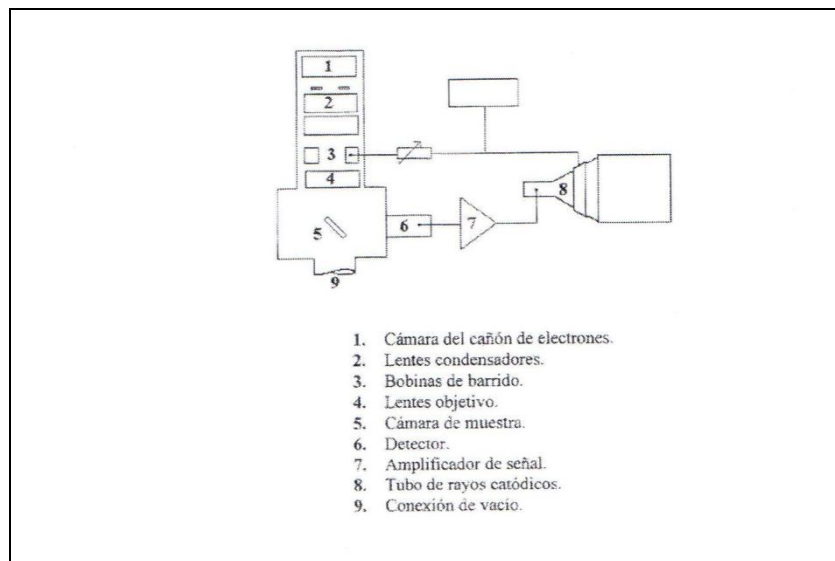 1
2
3
4
5
6
7
8
9
1. Cámara del cañón de electrones.
2. Lentes condensadores.
3. Bobinas de barrido.
4. Lentes objetivo.
5. Cámara de muestra.
6. Detector.
7. Amplificador de señal.
8. Tubo de rayos catódicos.
9. Conexión de vacío.